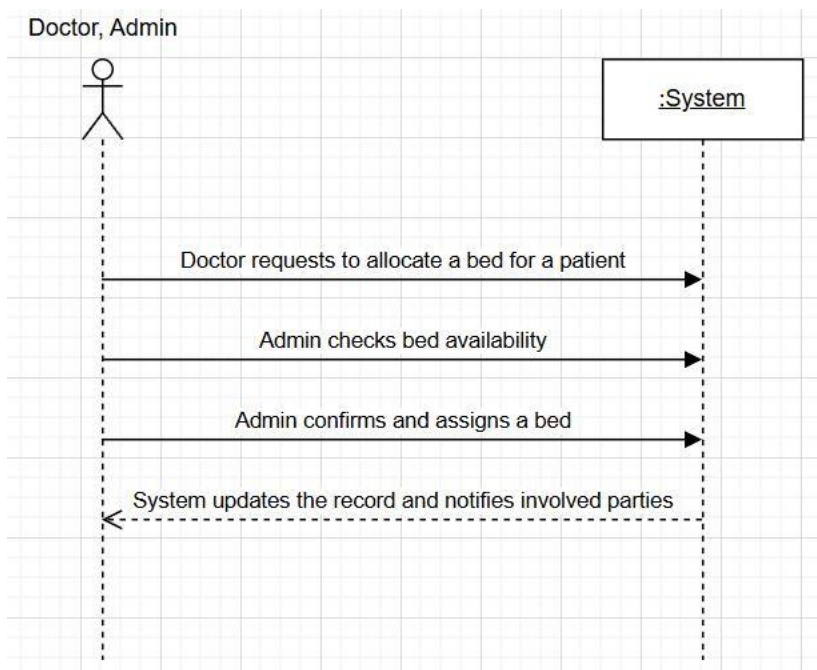 Doctor, Admin
:System
Doctor requests to allocate a bed for a patient
Admin checks bed availability
Admin confirms and assigns a bed
System updates the record and notifies involved parties